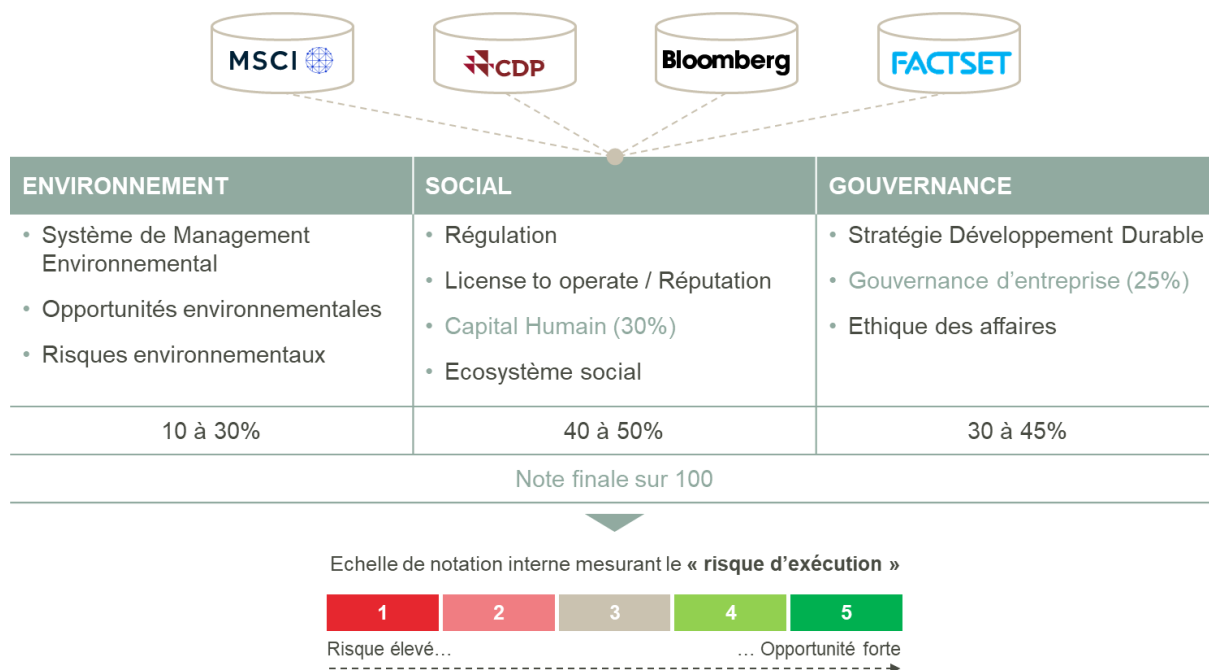 MSCI
CDP
Bloomberg
FACTSET
ENVIRONNEMENT
SOCIAL
GOUVERNANCE
• Système de Management
Environnemental
• Opportunités environnementales
• Risques environnementaux
• Régulation
• License to operate / Réputation
• Capital Humain (30%)
• Ecosystème social
• Stratégie Développement Durable
• Gouvernance d'entreprise (25%)
• Ethique des affaires
10 à 30%
40 à 50%
30 à 45%
Note finale sur 100
Echelle de notation interne mesurant le « risque d'exécution »
1
2
3
4
5
Risque élevé…
… Opportunité forte